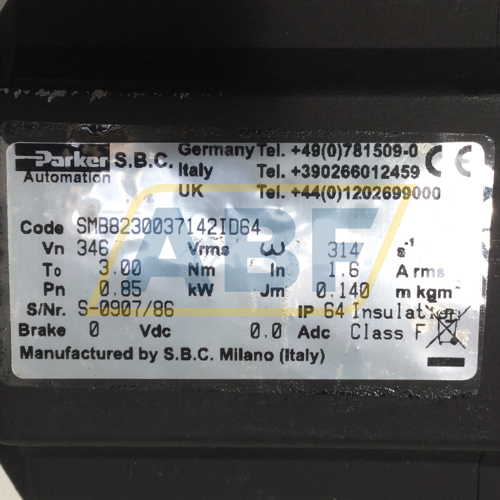 Parker S.B.C. Germany Tel. +49(0)781509-0
Automation Italy Tel. +390266012459
UK Tel. +44(0)1202699000
CE
Code SMB8230037142ID64
Vn 346 Vrms ω 314 s⁻¹
To 3.00 Nm In 1.6 A rms
Pn 0.85 kW Jm 0.140 m kgm²
S/Nr. S-0907/86 IP 64 Insulation
Brake 0 Vdc 0.0 Adc Class F
Manufactured by S.B.C. Milano (Italy)
ABF